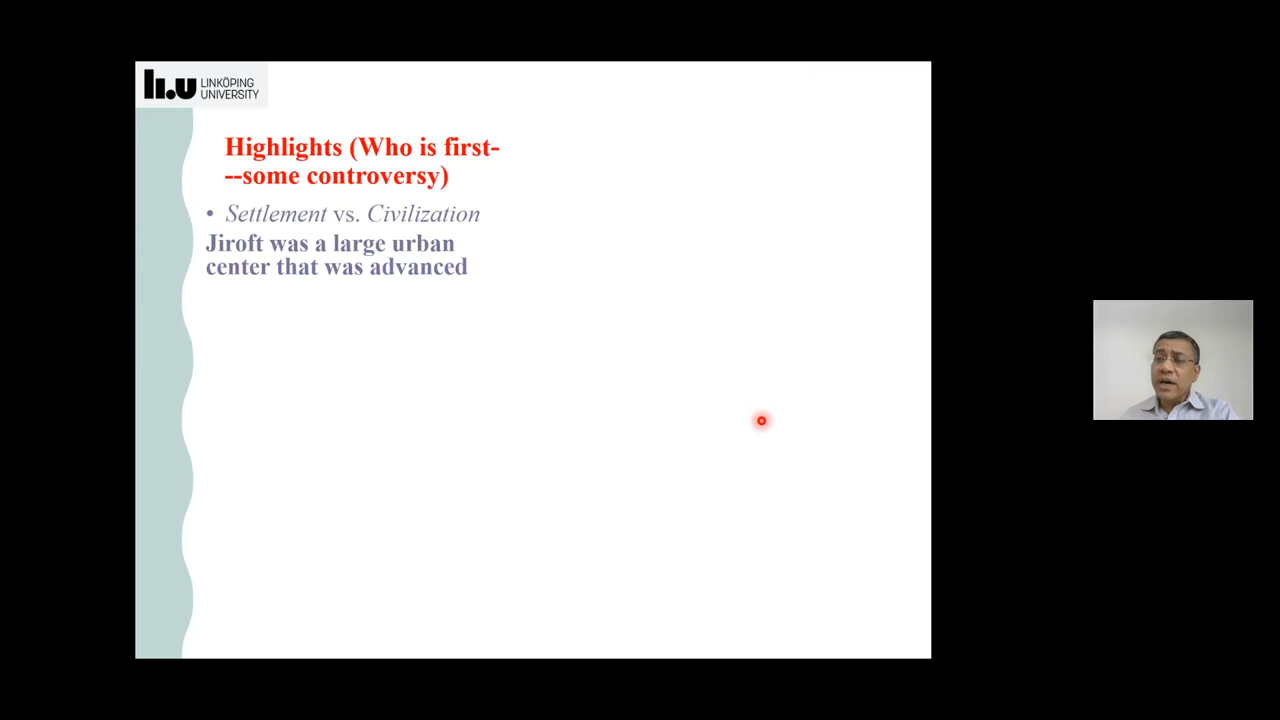 li.u LINKÖPING
UNIVERSITY
Highlights (Who is first-
--some controversy)
• Settlement vs. Civilization
Jiroft was a large urban
center that was advanced